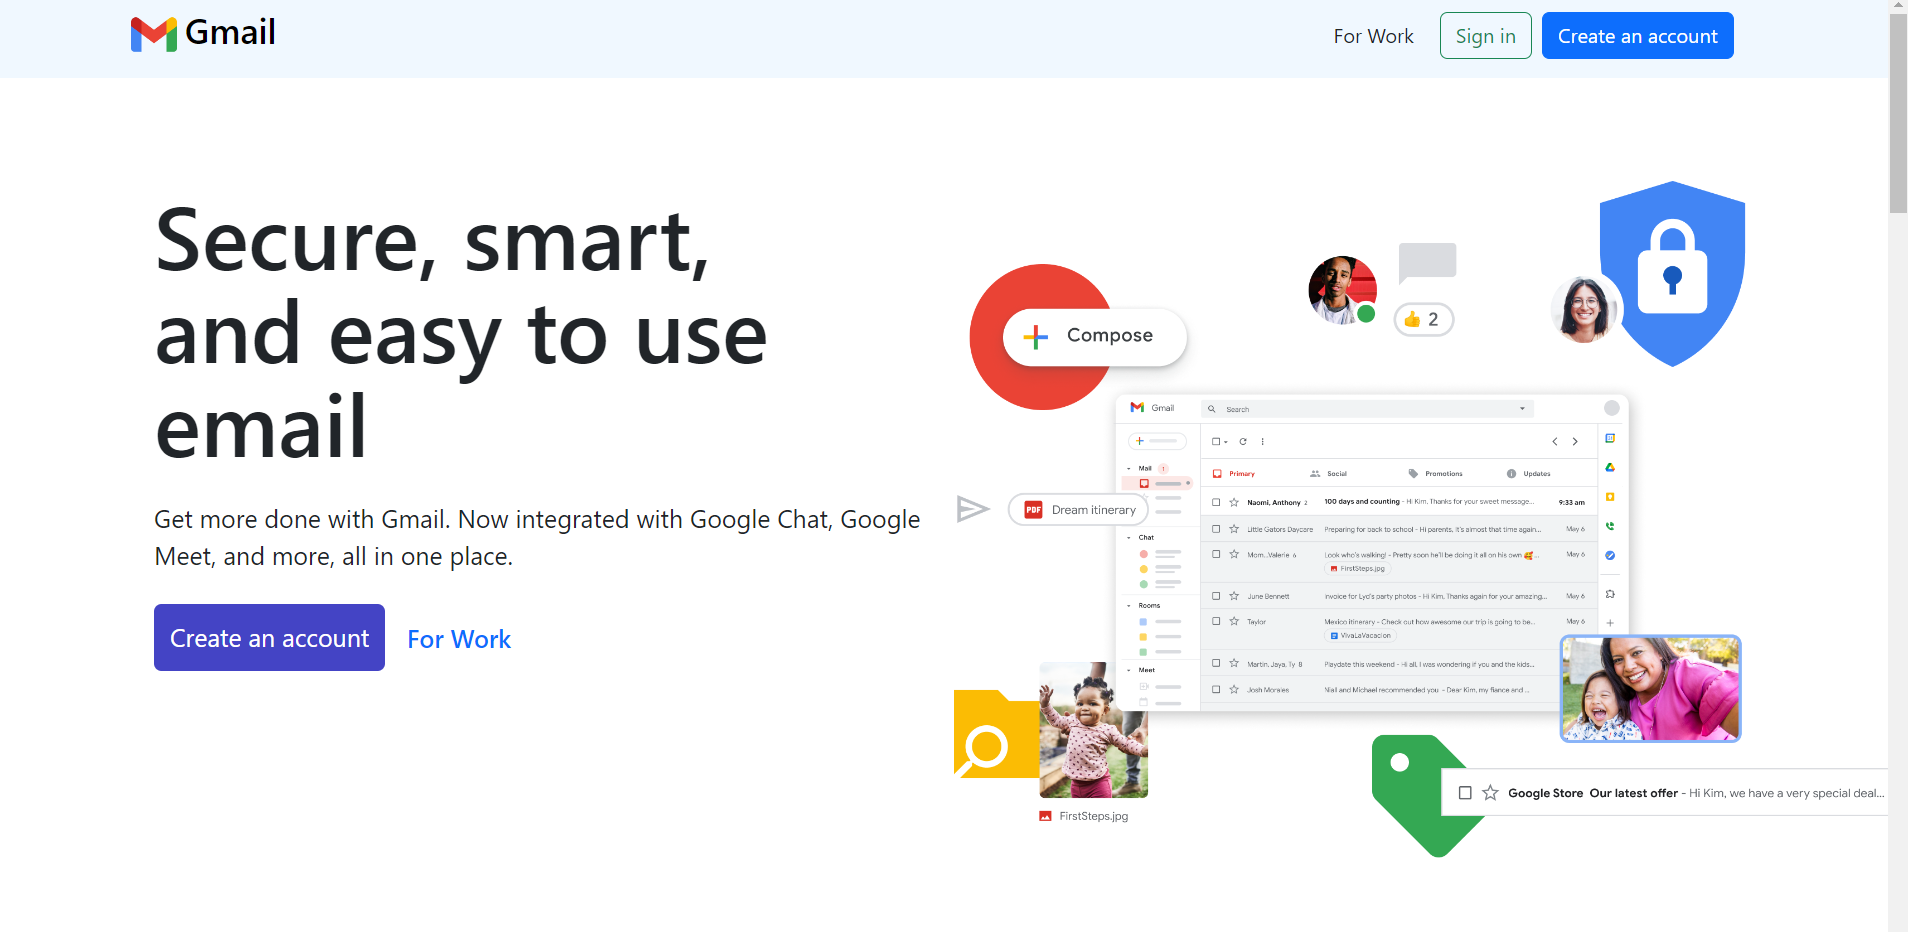 Gmail
For Work
Sign in
Create an account
Secure, smart,
and easy to use
email
Get more done with Gmail. Now integrated with Google Chat, Google
Meet, and more, all in one place.
Create an account
For Work
Compose
👍 2
Gmail
Search
Mail
Primary
Social
Promotions
Updates
Naomi, Anthony 2 100 days and counting - Hi Kim, Thanks for your sweet message... 9:33 am
PDF Dream itinerary
Little Gators Daycare Preparing for back to school - Hi parents, It's almost that time again... May 6
Chat
Mom...Valerie 6 Look who's walking! - Pretty soon he'll be doing it all on his own 🥰... May 6
FirstSteps.jpg
June Bennett Invoice for Lyd's party photos - Hi Kim, Thanks again for your amazing... May 6
Rooms
Taylor Mexico itinerary - Check out how awesome our trip is going to be... May 6
VivaLaVacacion
Martin, Jaya, Ty 8 Playdate this weekend - Hi all, I was wondering if you and the kids...
Meet
Josh Morales Niall and Michael recommended you - Dear Kim, my fiance and ...
Google Store Our latest offer - Hi Kim, we have a very special deal...
FirstSteps.jpg